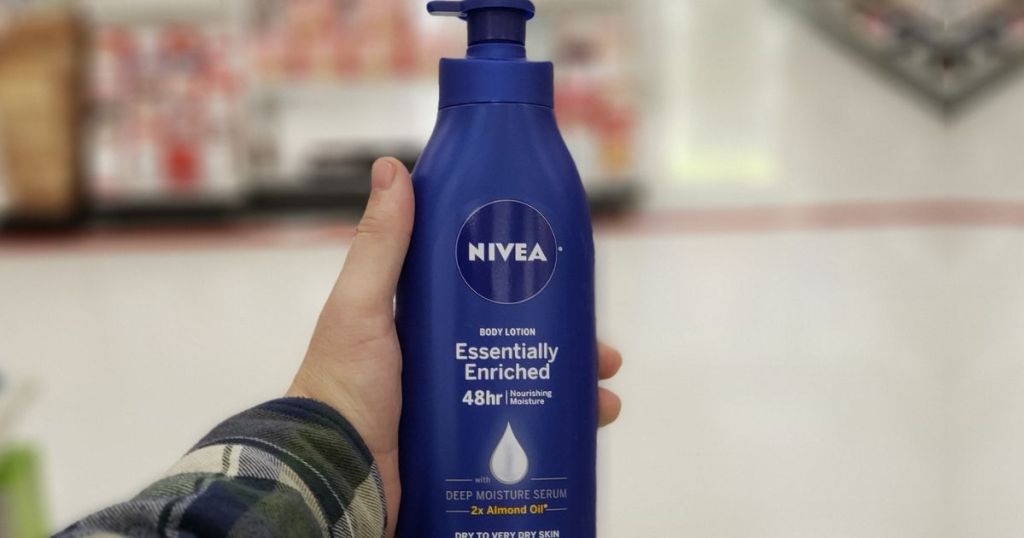 NIVEA
BODY LOTION
Essentially
Enriched
48hr | Nourishing
Moisture
with
DEEP MOISTURE SERUM
2x Almond Oil*
DRY TO VERY DRY SKIN